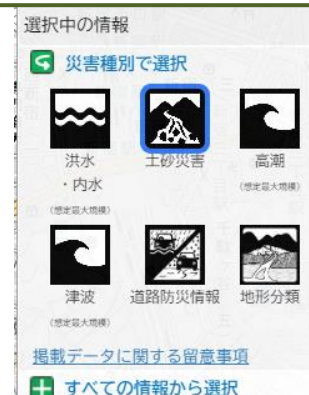 選択中の情報
災害種別で選択
洪水
・内水
(想定最大規模)
土砂災害
高潮
(想定最大規模)
津波
(想定最大規模)
道路防災情報
地形分類
掲載データに関する留意事項
すべての情報から選択